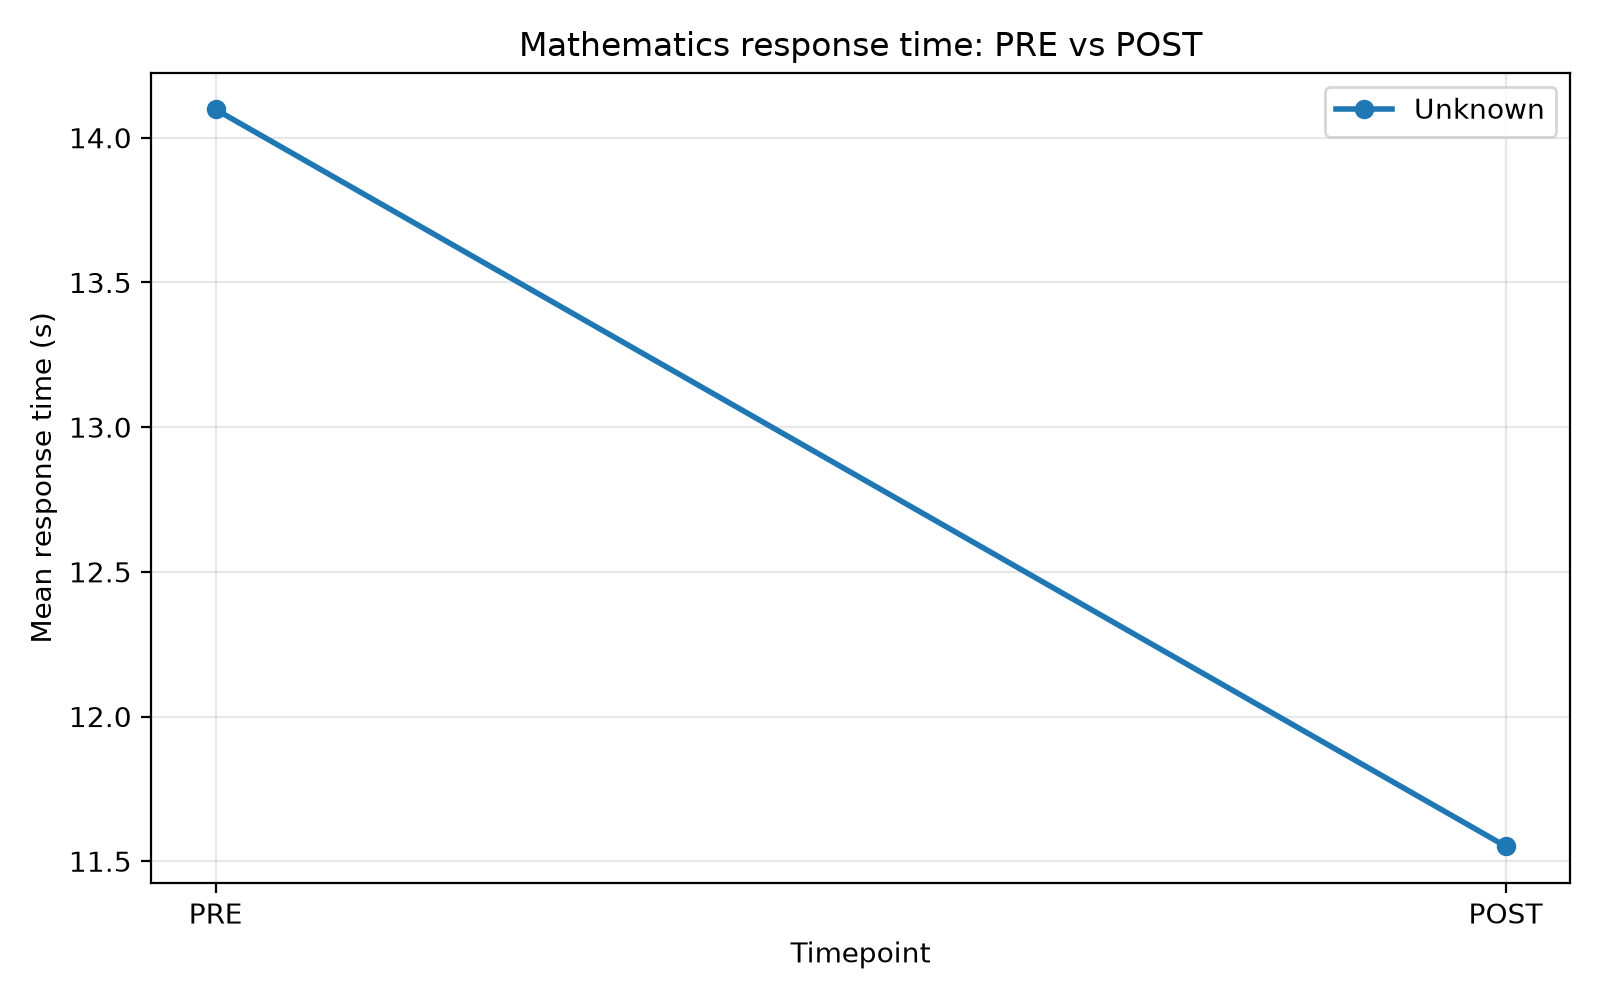 Mathematics response time: PRE vs POST
Unknown
14.0
13.5
13.0
12.5
12.0
11.5
Mean response time (s)
PRE
POST
Timepoint